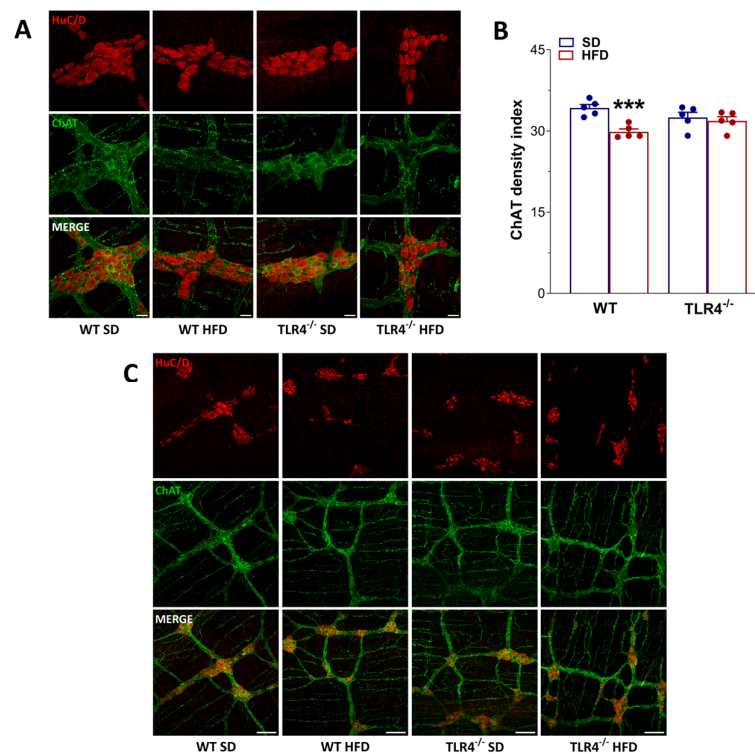 A
HuC/D
ChAT
MERGE
WT SD
WT HFD
TLR4-/- SD
TLR4-/- HFD
B
SD
HFD
***
45
30
15
0
ChAT density index
WT
TLR4-/-
C
HuC/D
ChAT
MERGE
WT SD
WT HFD
TLR4-/- SD
TLR4-/- HFD